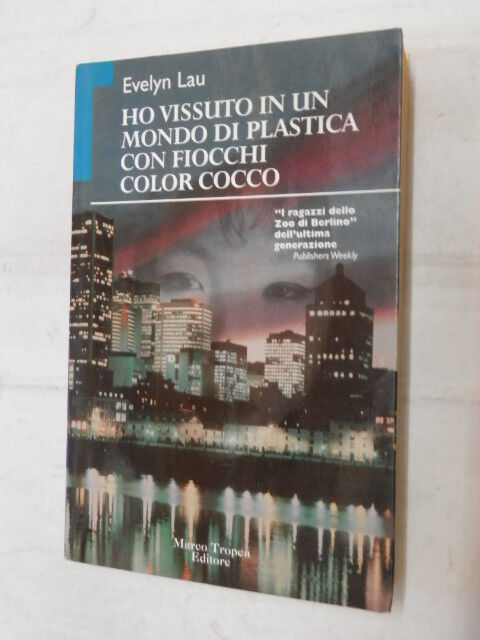 Evelyn Lau
HO VISSUTO IN UN
MONDO DI PLASTICA
CON FIOCCHI
COLOR COCCO
"I ragazzi dello
Zoo di Berlino"
dell'ultima
generazione
Publishers Weekly
Marco Tropea
Editore